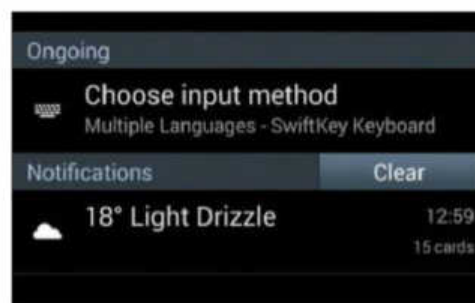 Ongoing
Choose input method
Multiple Languages - SwiftKey Keyboard
Notifications Clear
18° Light Drizzle 12:59
15 cards